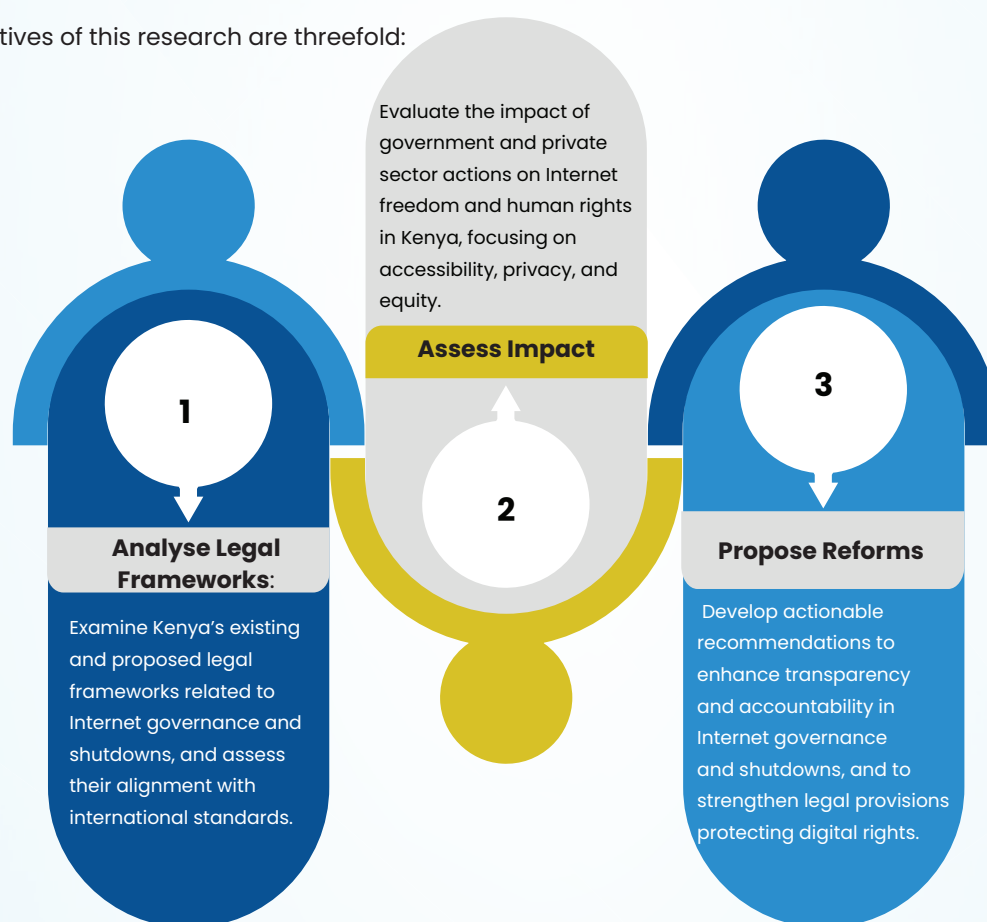 of this research are threefold:
1
Analyse Legal
Frameworks:
Examine Kenya's existing
and proposed legal
frameworks related to
Internet governance and
shutdowns, and assess
their alignment with
international standards.
Evaluate the impact of
government and private
sector actions on Internet
freedom and human rights
in Kenya, focusing on
accessibility, privacy, and
equity.
Assess Impact
2
3
Propose Reforms
Develop actionable
recommendations to
enhance transparency
and accountability in
Internet governance
and shutdowns, and to
strengthen legal provisions
protecting digital rights.